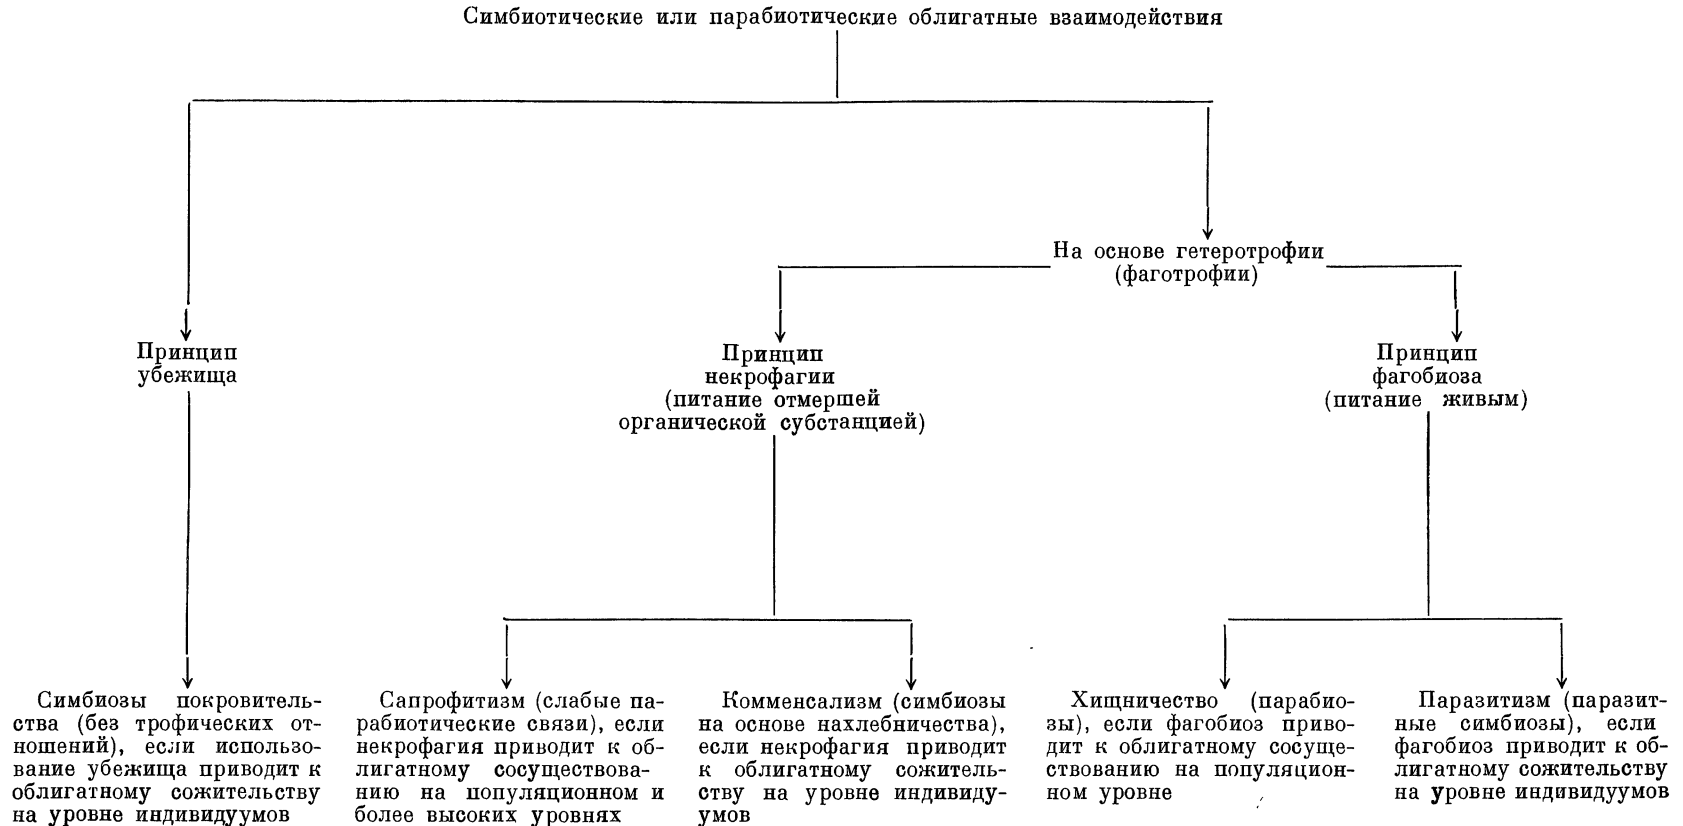 Симбиотические или парабиотические облигатные взаимодействия
На основе гетеротрофии
(фаготрофии)
Принцип
убежища
Принцип
некрофагии
(питание отмершей
органической субстанцией)
Принцип
фагобиоза
(питание живым)
Симбиозы покровитель-
ства (без трофических от-
ношений), если использо-
вание убежища приводит к
облигатному сожительству
на уровне индивидуумов
Сапрофитизм (слабые па-
рабиотические связи), если
некрофагия приводит к об-
лигатному сосуществова-
нию на популяционном и
более высоких уровнях
Комменсализм (симбиозы
на основе нахлебничества),
если некрофагия приводит
к облигатному сожитель-
ству на уровне индивиду-
умов
Хищничество (парабио-
зы), если фагобиоз приво-
дит к облигатному сосуще-
ствованию на популяцион-
ном уровне
Паразитизм (паразит-
ные симбиозы), если
фагобиоз приводит к об-
лигатному сожительству
на уровне индивидуумов